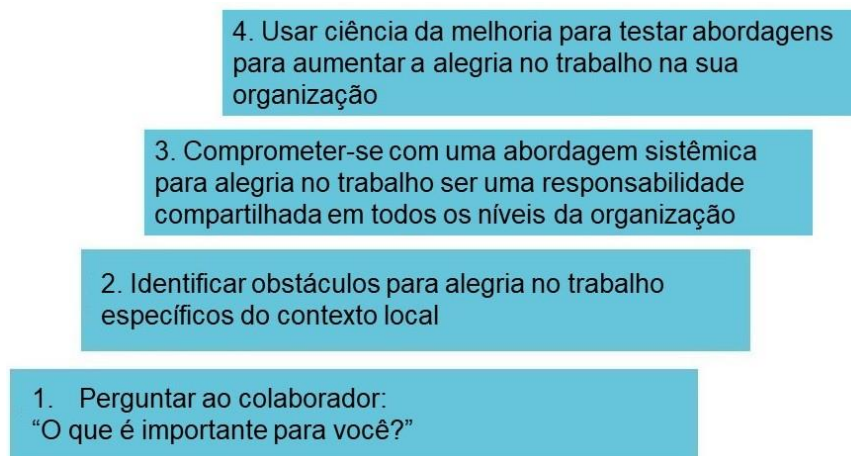 4. Usar ciência da melhoria para testar abordagens
para aumentar a alegria no trabalho na sua
organização
3. Comprometer-se com uma abordagem sistêmica
para alegria no trabalho ser uma responsabilidade
compartilhada em todos os níveis da organização
2. Identificar obstáculos para alegria no trabalho
específicos do contexto local
1. Perguntar ao colaborador:
“O que é importante para você?”